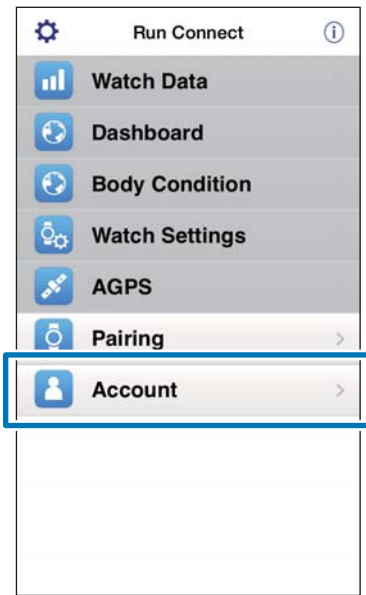 Run Connect
Watch Data
Dashboard
Body Condition
Watch Settings
AGPS
Pairing
Account